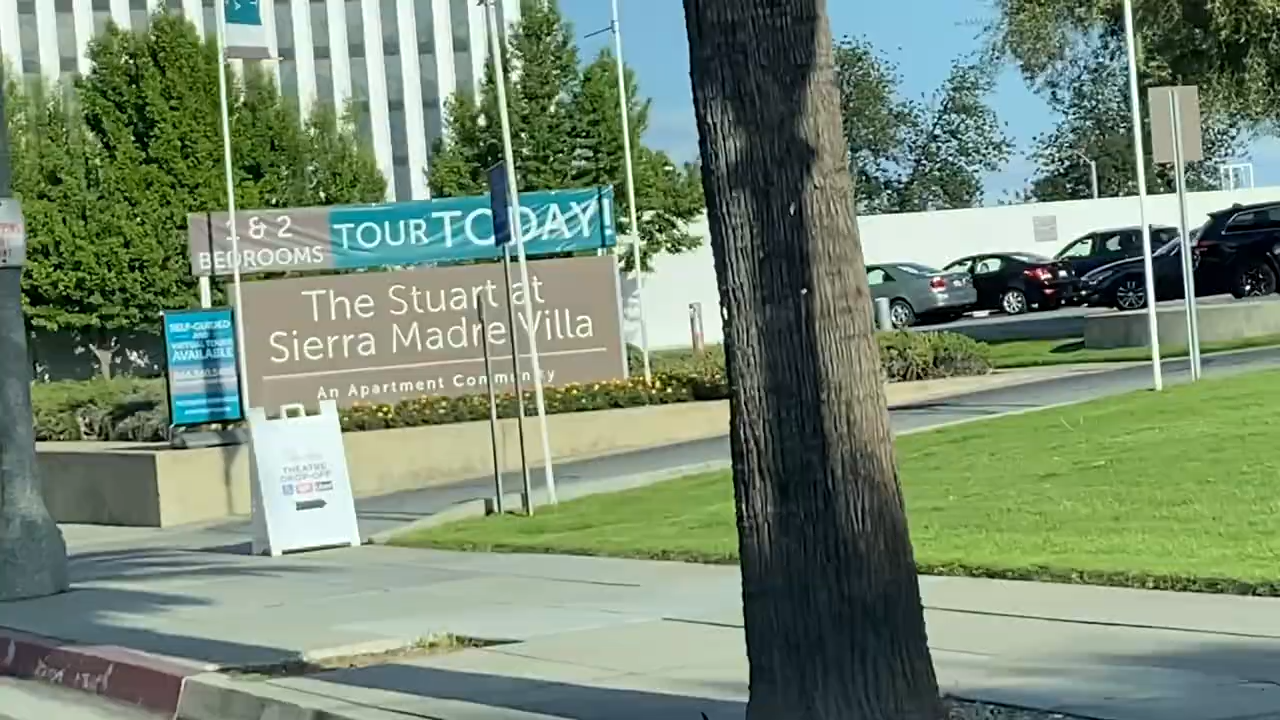 1 & 2
BEDROOMS
TOUR TODAY!
The Stuart at
Sierra Madre Villa
An Apartment Community
SELF-GUIDED
AND
VIRTUAL TOURS
AVAILABLE
THEATRE
DROP-OFF